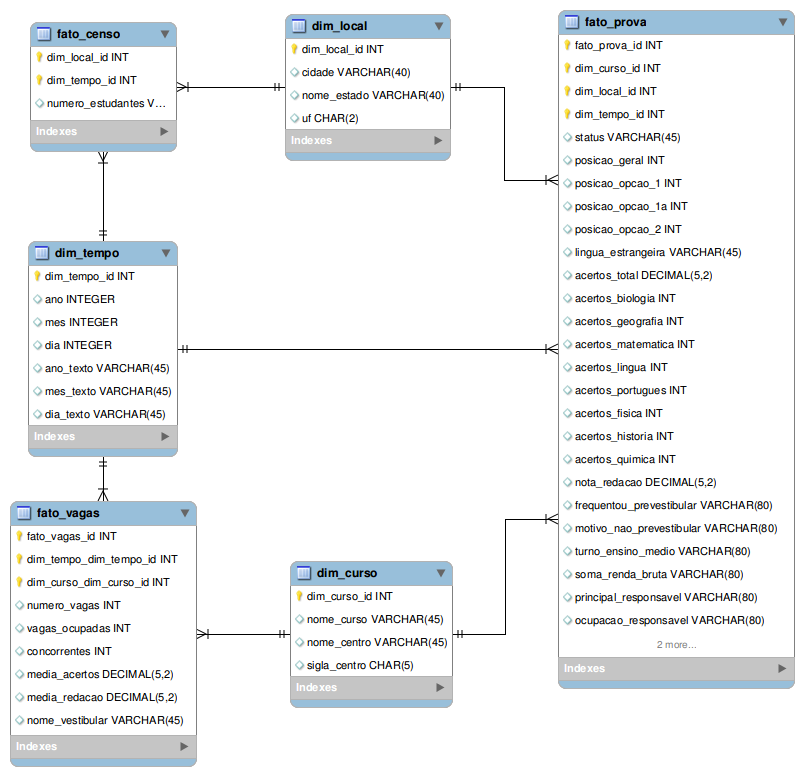 fato_censo
dim_local_id INT
dim_tempo_id INT
numero_estudantes V...
Indexes
dim_local
dim_local_id INT
cidade VARCHAR(40)
nome_estado VARCHAR(40)
uf CHAR(2)
Indexes
fato_prova
fato_prova_id INT
dim_curso_id INT
dim_local_id INT
dim_tempo_id INT
status VARCHAR(45)
posicao_geral INT
posicao_opcao_1 INT
posicao_opcao_1a INT
posicao_opcao_2 INT
lingua_estrangeira VARCHAR(45)
acertos_total DECIMAL(5,2)
acertos_biologia INT
acertos_geografia INT
acertos_matematica INT
acertos_lingua INT
acertos_portugues INT
acertos_fisica INT
acertos_historia INT
acertos_quimica INT
nota_redacao DECIMAL(5,2)
frequentou_prevestibular VARCHAR(80)
motivo_nao_prevestibular VARCHAR(80)
turno_ensino_medio VARCHAR(80)
soma_renda_bruta VARCHAR(80)
principal_responsavel VARCHAR(80)
ocupacao_responsavel VARCHAR(80)
2 more...
Indexes
dim_tempo
dim_tempo_id INT
ano INTEGER
mes INTEGER
dia INTEGER
ano_texto VARCHAR(45)
mes_texto VARCHAR(45)
dia_texto VARCHAR(45)
Indexes
fato_vagas
fato_vagas_id INT
dim_tempo_dim_tempo_id INT
dim_curso_dim_curso_id INT
numero_vagas INT
vagas_ocupadas INT
concorrentes INT
media_acertos DECIMAL(5,2)
media_redacao DECIMAL(5,2)
nome_vestibular VARCHAR(45)
Indexes
dim_curso
dim_curso_id INT
nome_curso VARCHAR(45)
nome_centro VARCHAR(45)
sigla_centro CHAR(5)
Indexes